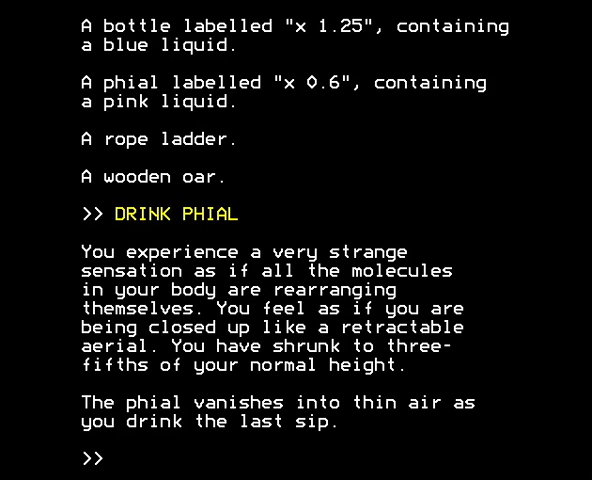 A bottle labelled "x 1.25", containing
a blue liquid.
A phial labelled "x 0.6", containing
a pink liquid.
A rope ladder.
A wooden oar.
>> DRINK PHIAL
You experience a very strange
sensation as if all the molecules
in your body are rearranging
themselves. You feel as if you are
being closed up like a retractable
aerial. You have shrunk to three-
fifths of your normal height.
The phial vanishes into thin air as
you drink the last sip.
>>